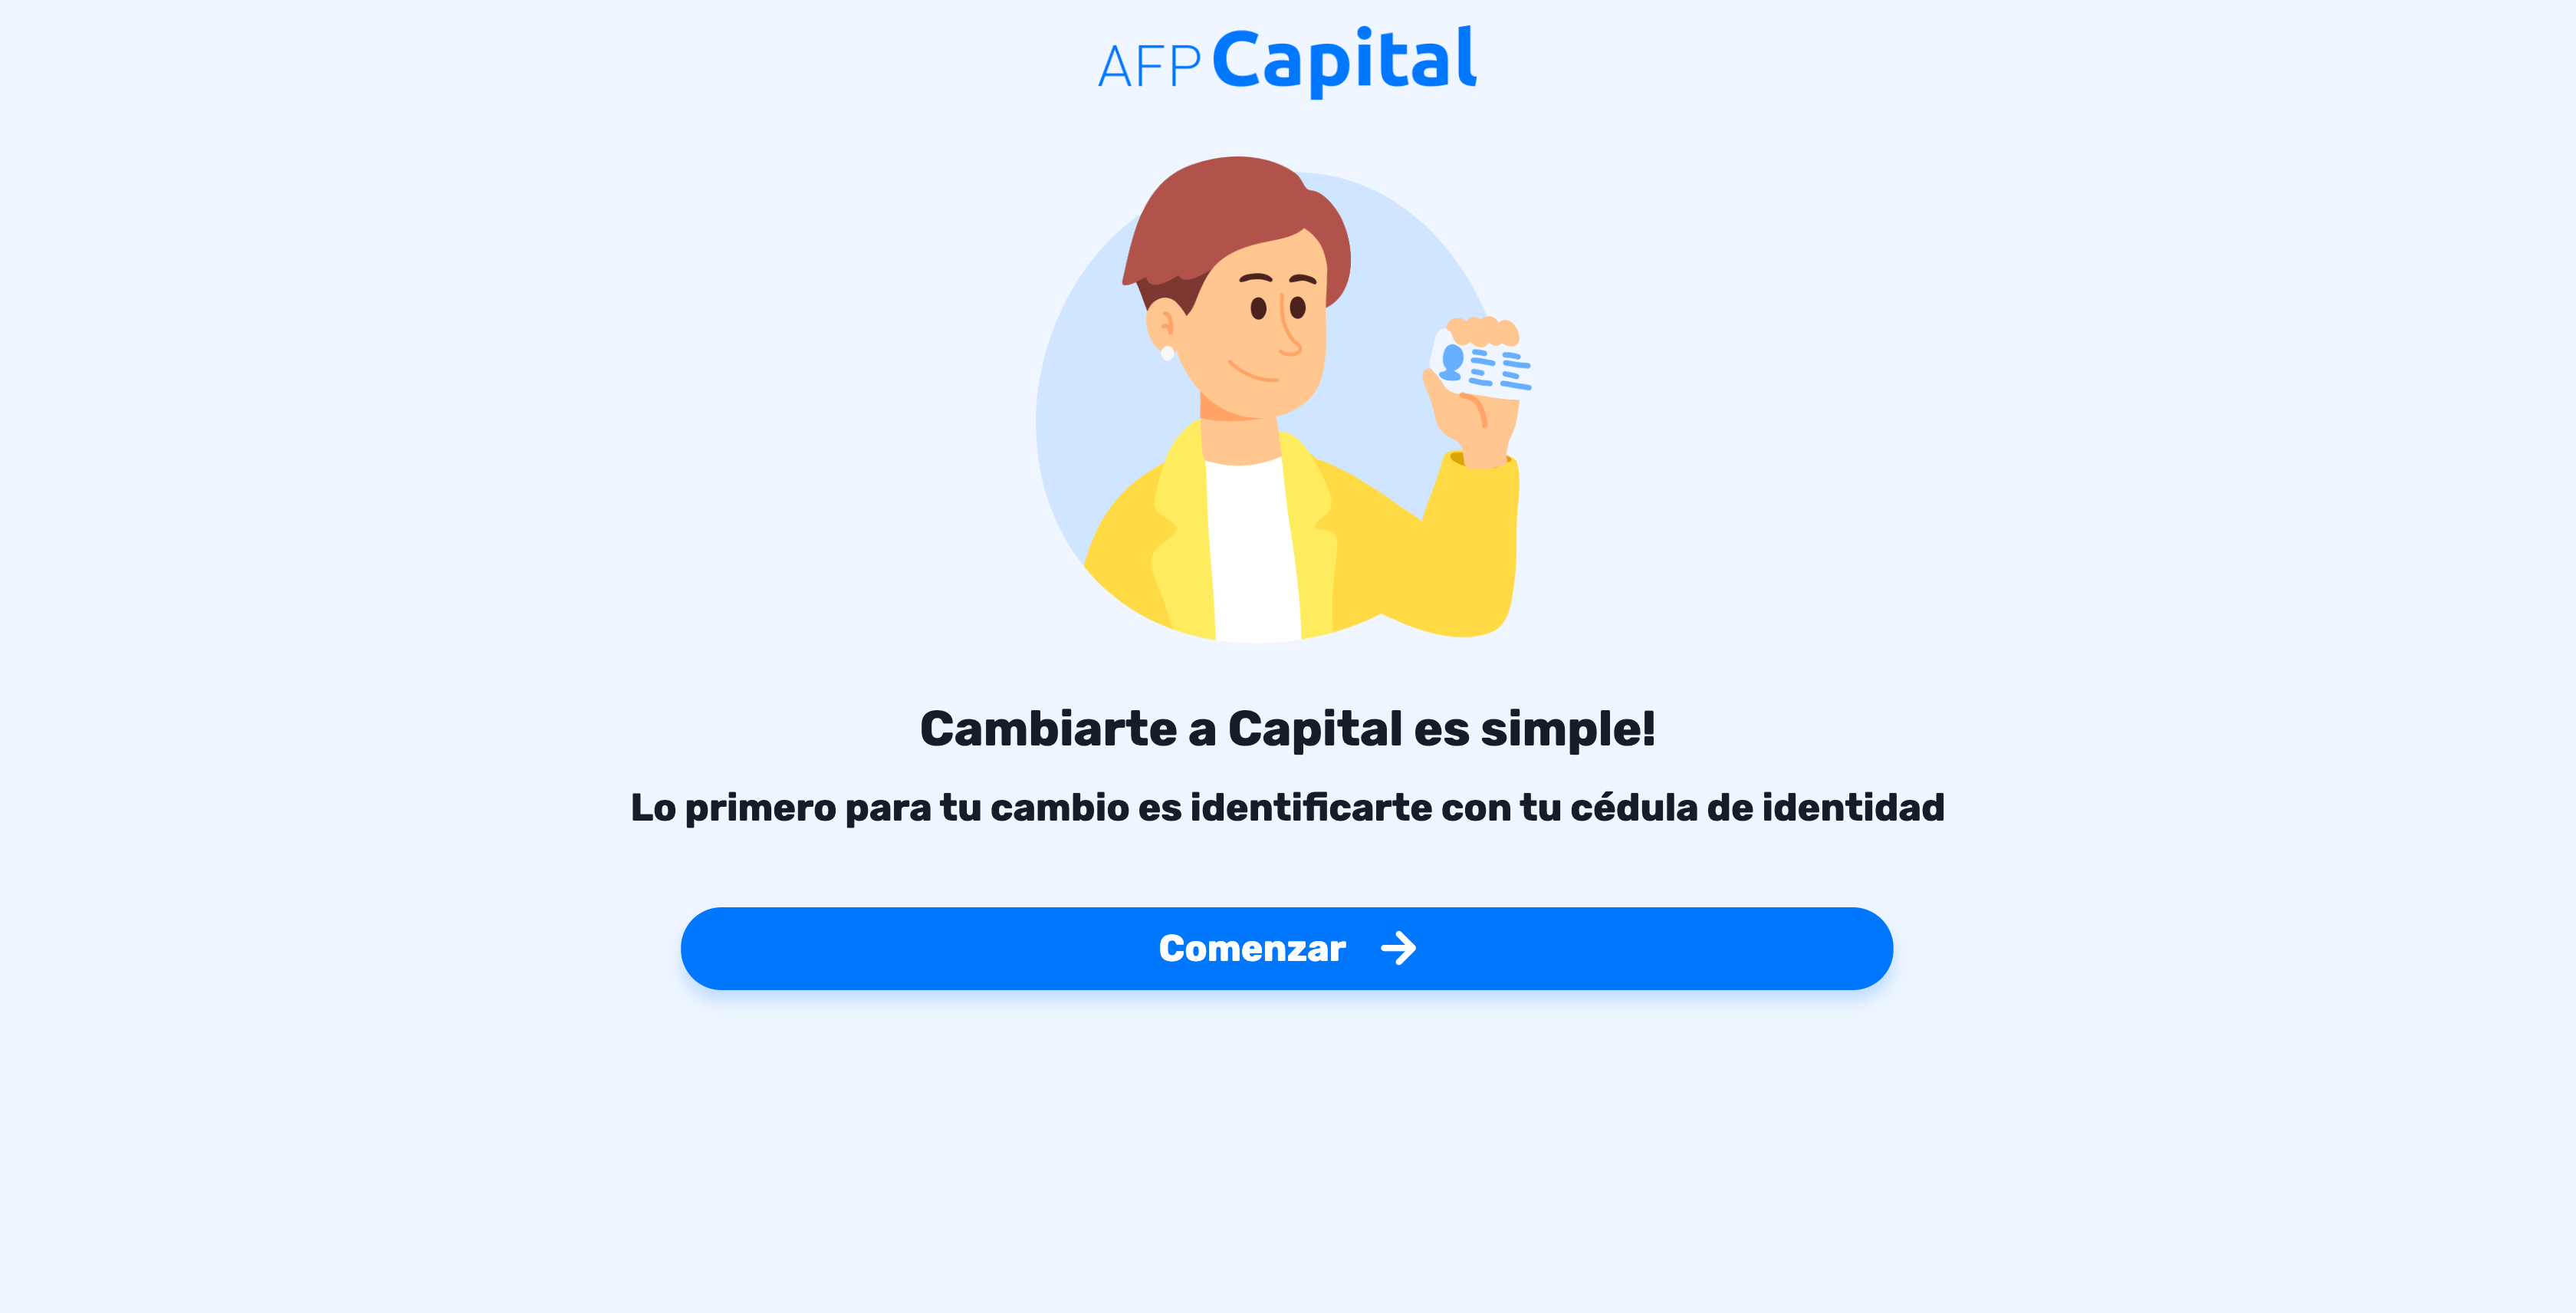 AFP Capital
Cambiarte a Capital es simple!
Lo primero para tu cambio es identificarte con tu cédula de identidad
Comenzar